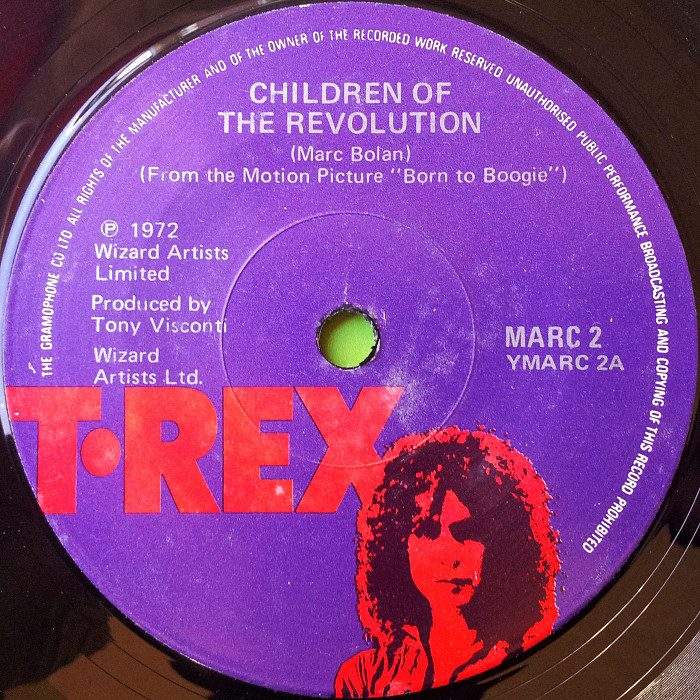 THE GRAMOPHONE CO LTD ALL RIGHTS OF THE MANUFACTURER AND OF THE OWNER OF THE RECORDED WORK RESERVED UNAUTHORISED PUBLIC PERFORMANCE BROADCASTING AND COPYING OF THIS RECORD PROHIBITED
CHILDREN OF
THE REVOLUTION
(Marc Bolan)
(From the Motion Picture "Born to Boogie")
℗ 1972
Wizard Artists
Limited
Produced by
Tony Visconti
Wizard
Artists Ltd.
MARC 2
YMARC 2A
T·REX